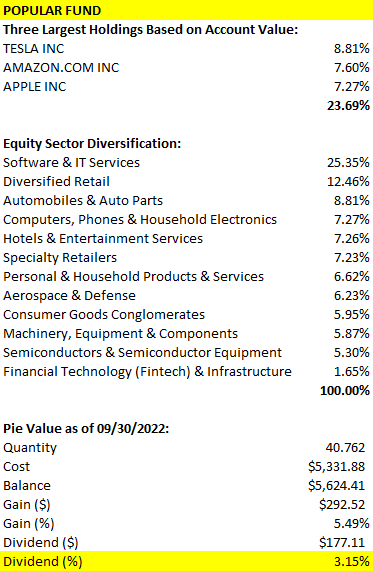 POPULAR FUND
Three Largest Holdings Based on Account Value:
TESLA INC 8.81%
AMAZON.COM INC 7.60%
APPLE INC 7.27%
23.69%
Equity Sector Diversification:
Software & IT Services 25.35%
Diversified Retail 12.46%
Automobiles & Auto Parts 8.81%
Computers, Phones & Household Electronics 7.27%
Hotels & Entertainment Services 7.26%
Specialty Retailers 7.23%
Personal & Household Products & Services 6.62%
Aerospace & Defense 6.23%
Consumer Goods Conglomerates 5.95%
Machinery, Equipment & Components 5.87%
Semiconductors & Semiconductor Equipment 5.30%
Financial Technology (Fintech) & Infrastructure 1.65%
100.00%
Pie Value as of 09/30/2022:
Quantity 40.762
Cost $5,331.88
Balance $5,624.41
Gain ($) $292.52
Gain (%) 5.49%
Dividend ($) $177.11
Dividend (%) 3.15%